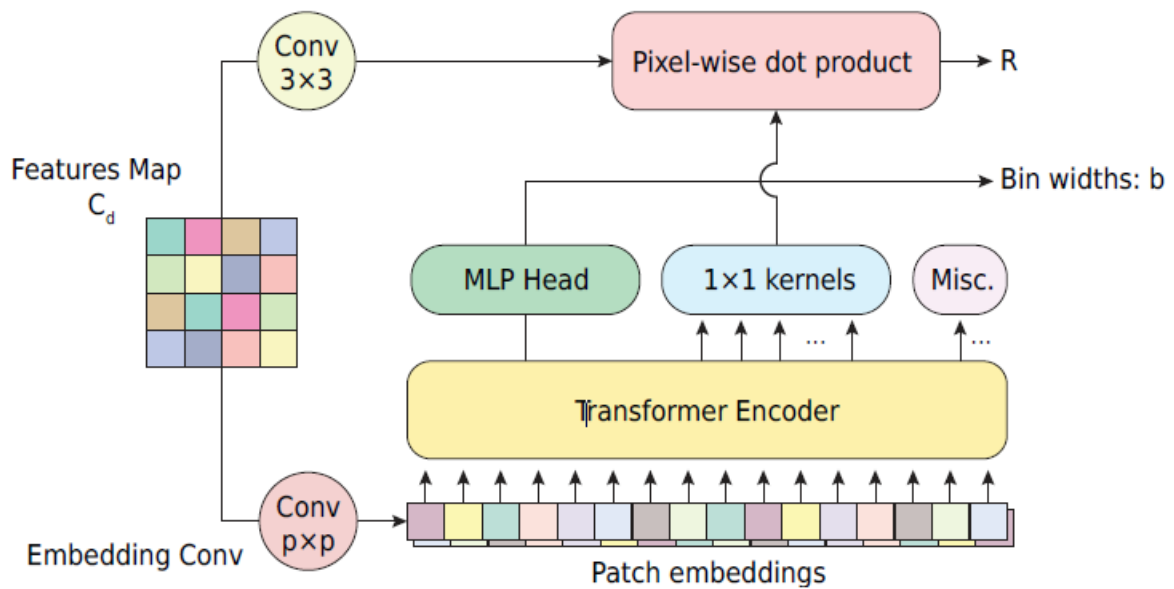 Conv
3×3
Pixel-wise dot product
R
Features Map
C_d
Bin widths: b
MLP Head
1×1 kernels
Misc.
...
...
Transformer Encoder
Conv
p×p
Embedding Conv
Patch embeddings